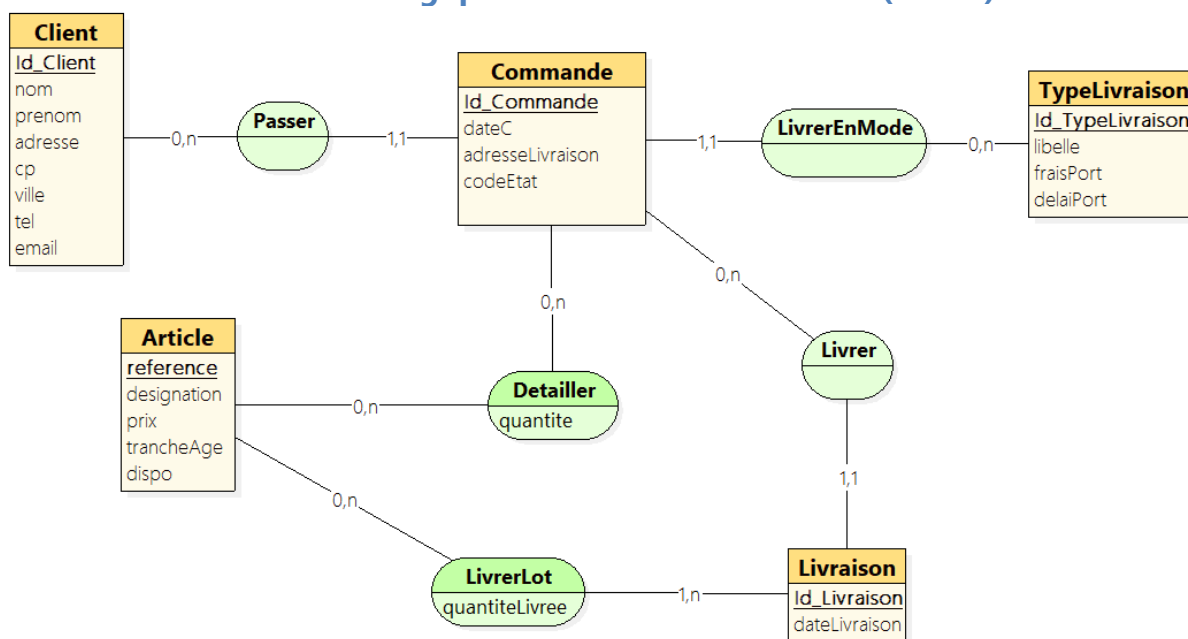 Client
Id_Client
nom
prenom
adresse
cp
ville
tel
email
0,n
Passer
1,1
Commande
Id_Commande
dateC
adresseLivraison
codeEtat
1,1
LivrerEnMode
0,n
TypeLivraison
Id_TypeLivraison
libelle
fraisPort
delaiPort
0,n
0,n
Article
reference
designation
prix
trancheAge
dispo
0,n
Detailler
quantite
Livrer
1,1
0,n
LivrerLot
quantiteLivree
1,n
Livraison
Id_Livraison
dateLivraison